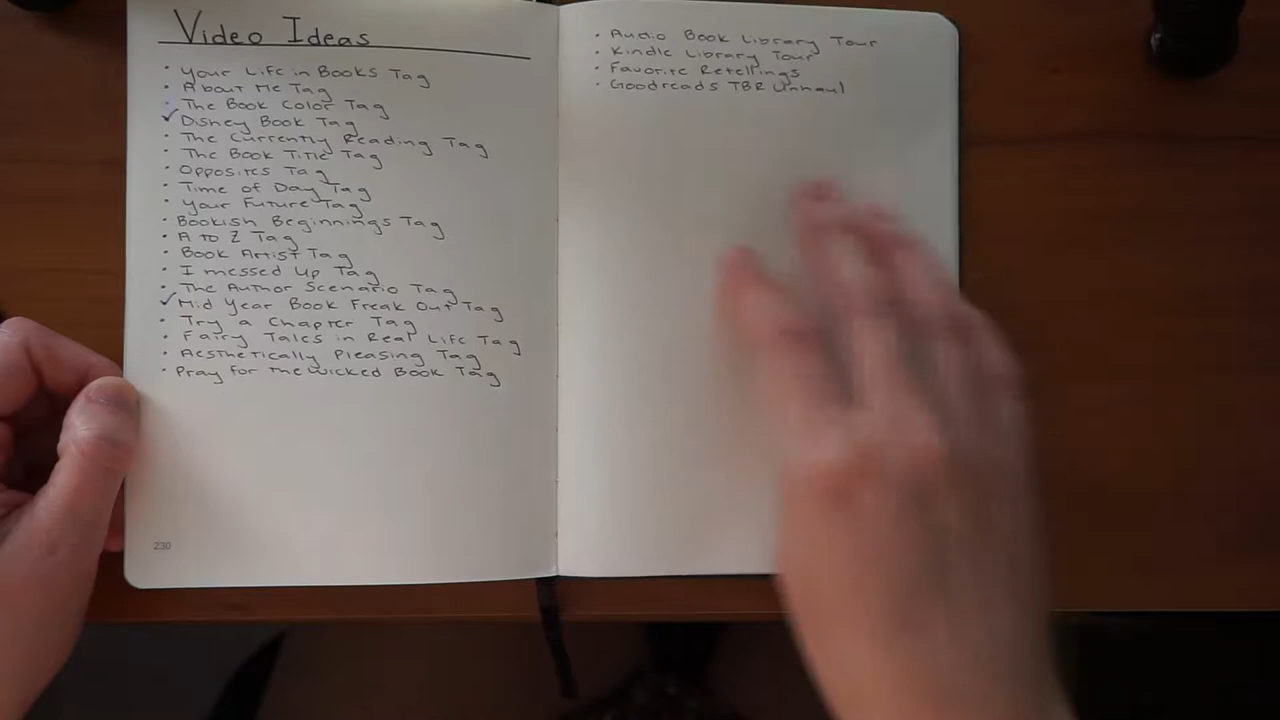 Video Ideas
• Your Life in Books Tag
• About Me Tag
• The Book Color Tag
✓ Disney Book Tag
• The Currently Reading Tag
• The Book Title Tag
• Opposites Tag
• Time of Day Tag
• Your Future Tag
• Bookish Beginnings Tag
• A to Z Tag
• Book Artist Tag
• I messed Up Tag
• The Author Scenario Tag
✓ Mid Year Book Freak Out Tag
• Try a Chapter Tag
• Fairy Tales in Real Life Tag
• Aesthetically Pleasing Tag
• Pray for the Wicked Book Tag
230
• Audio Book Library Tour
• Kindle Library Tour
• Favorite Retellings
• Goodreads TBR Unhaul